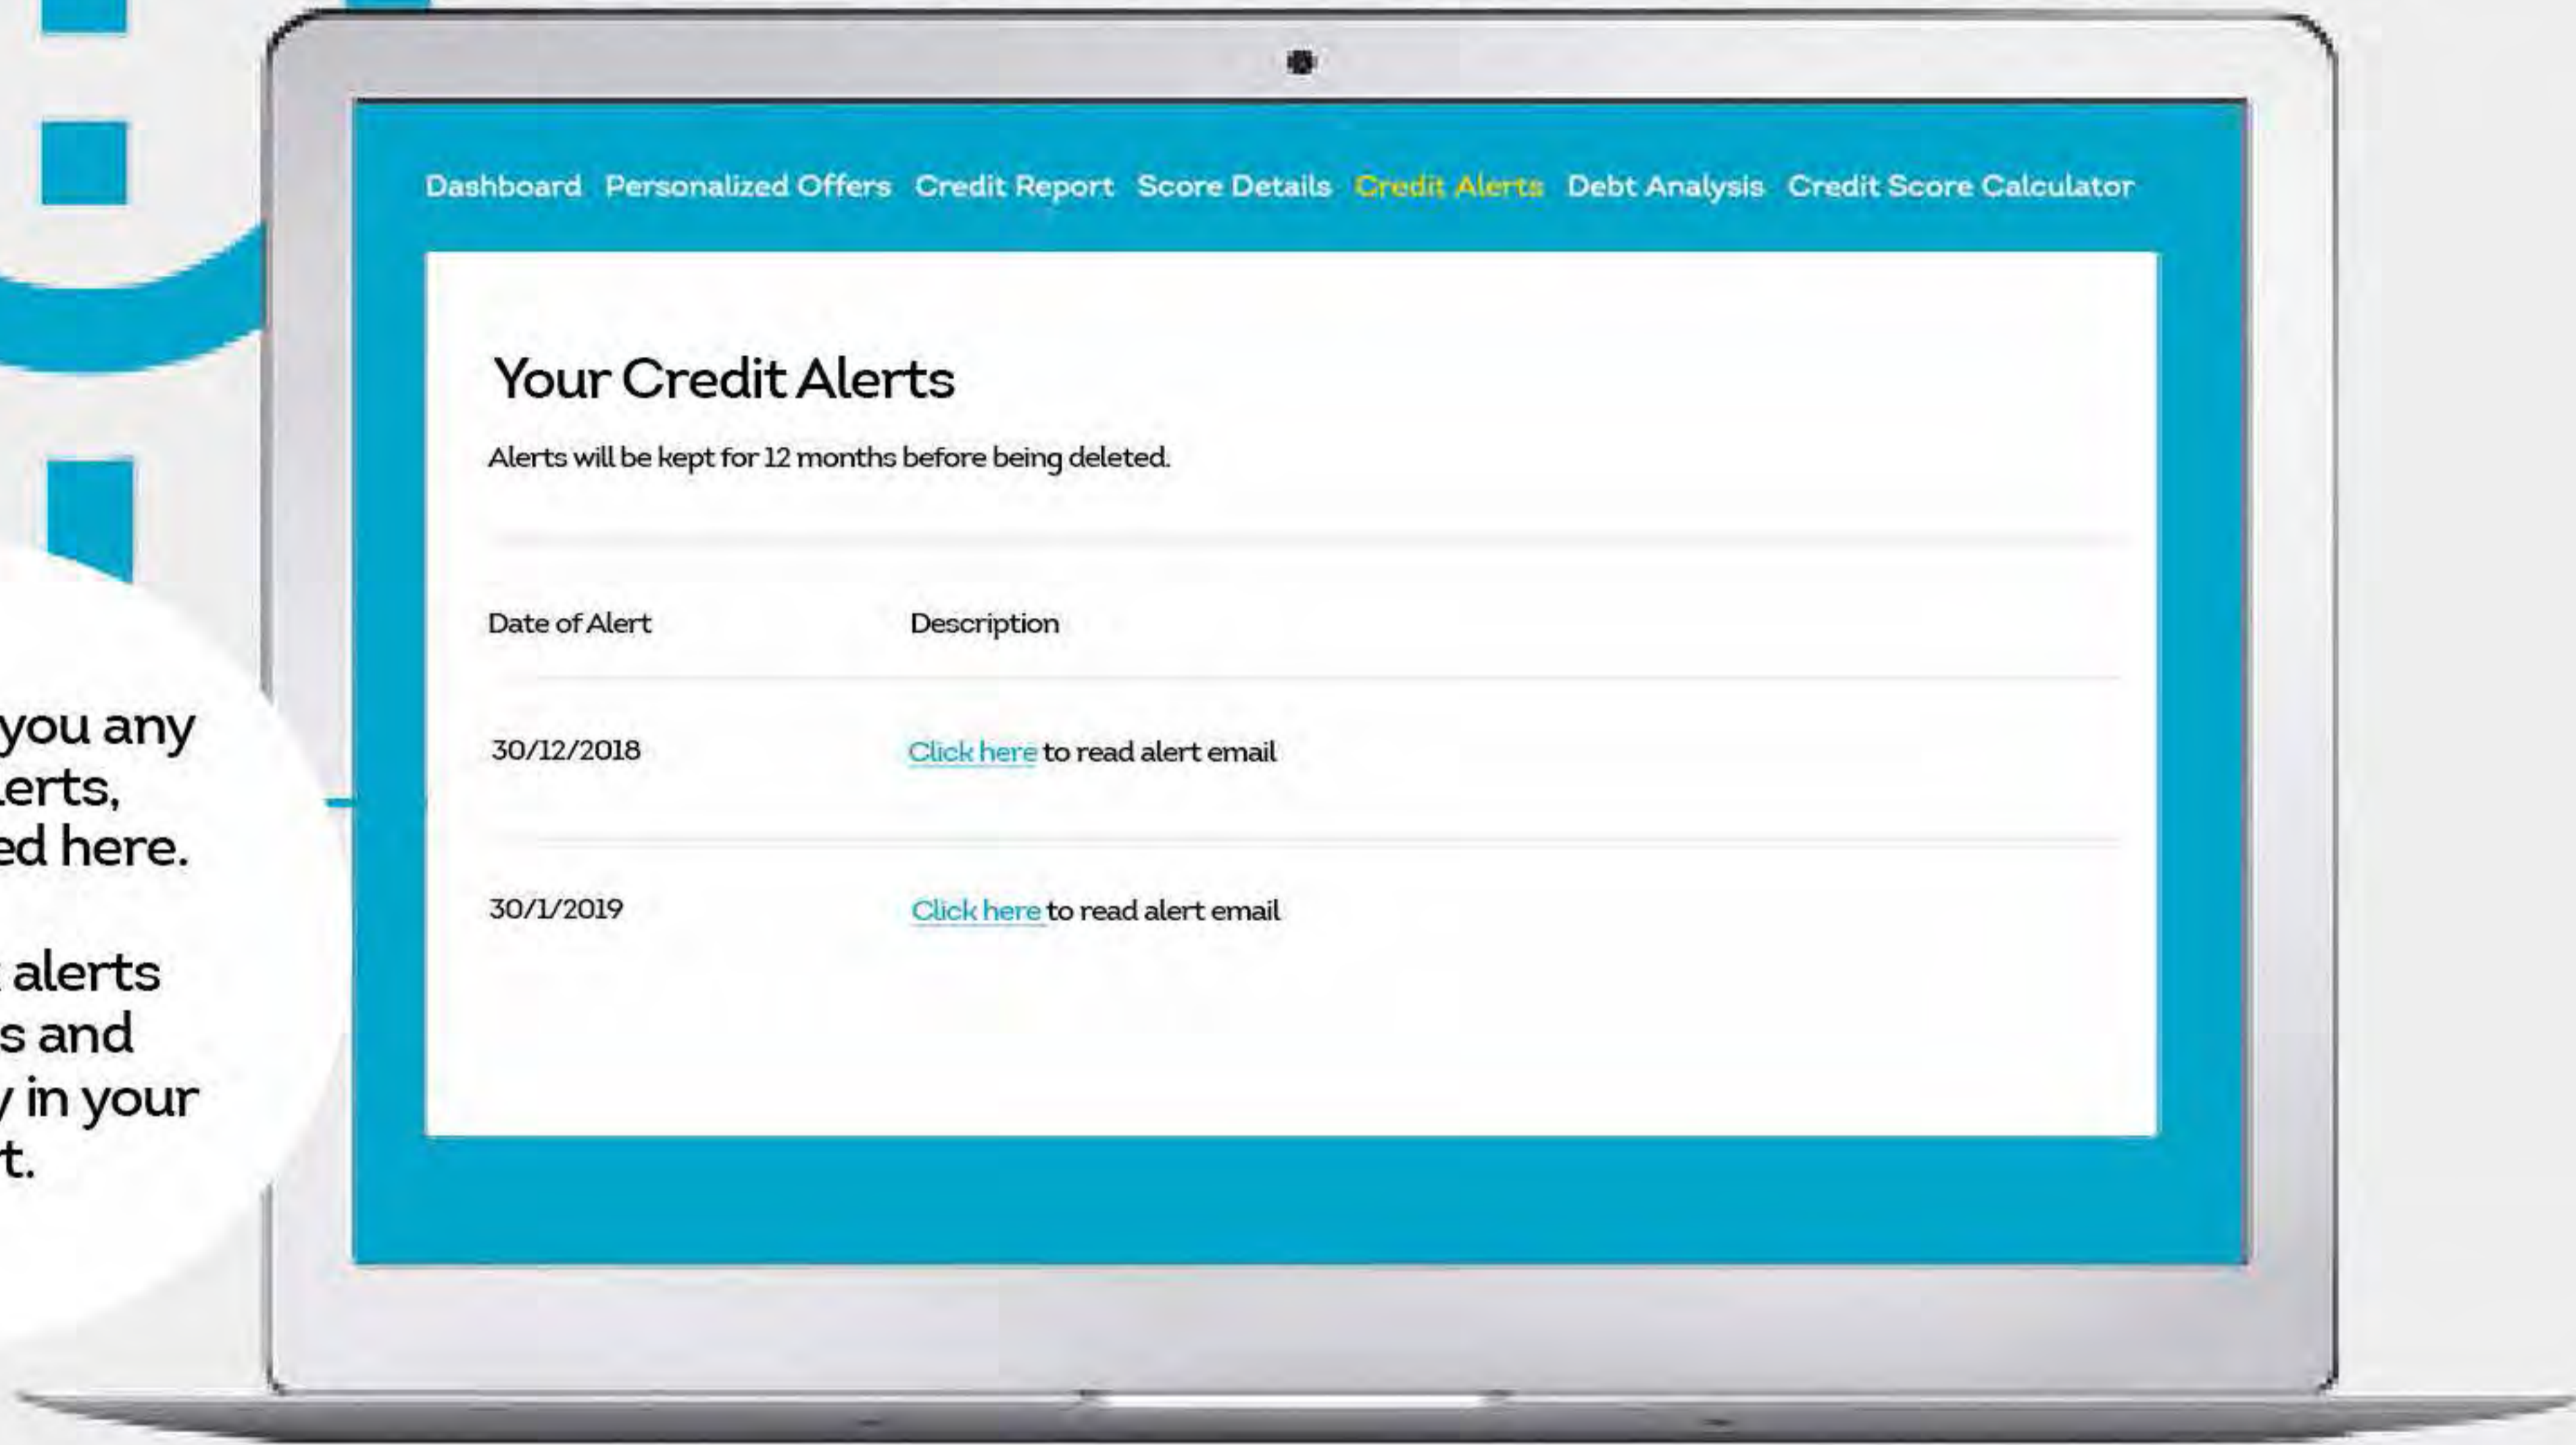 Dashboard Personalized Offers Credit Report Score Details Credit Alerts Debt Analysis Credit Score Calculator
Your Credit Alerts
Alerts will be kept for 12 months before being deleted.
Date of Alert Description
30/12/2018 Click here to read alert email
30/1/2019 Click here to read alert email
you any
lerts,
ed here.
alerts
s and
y in your
t.